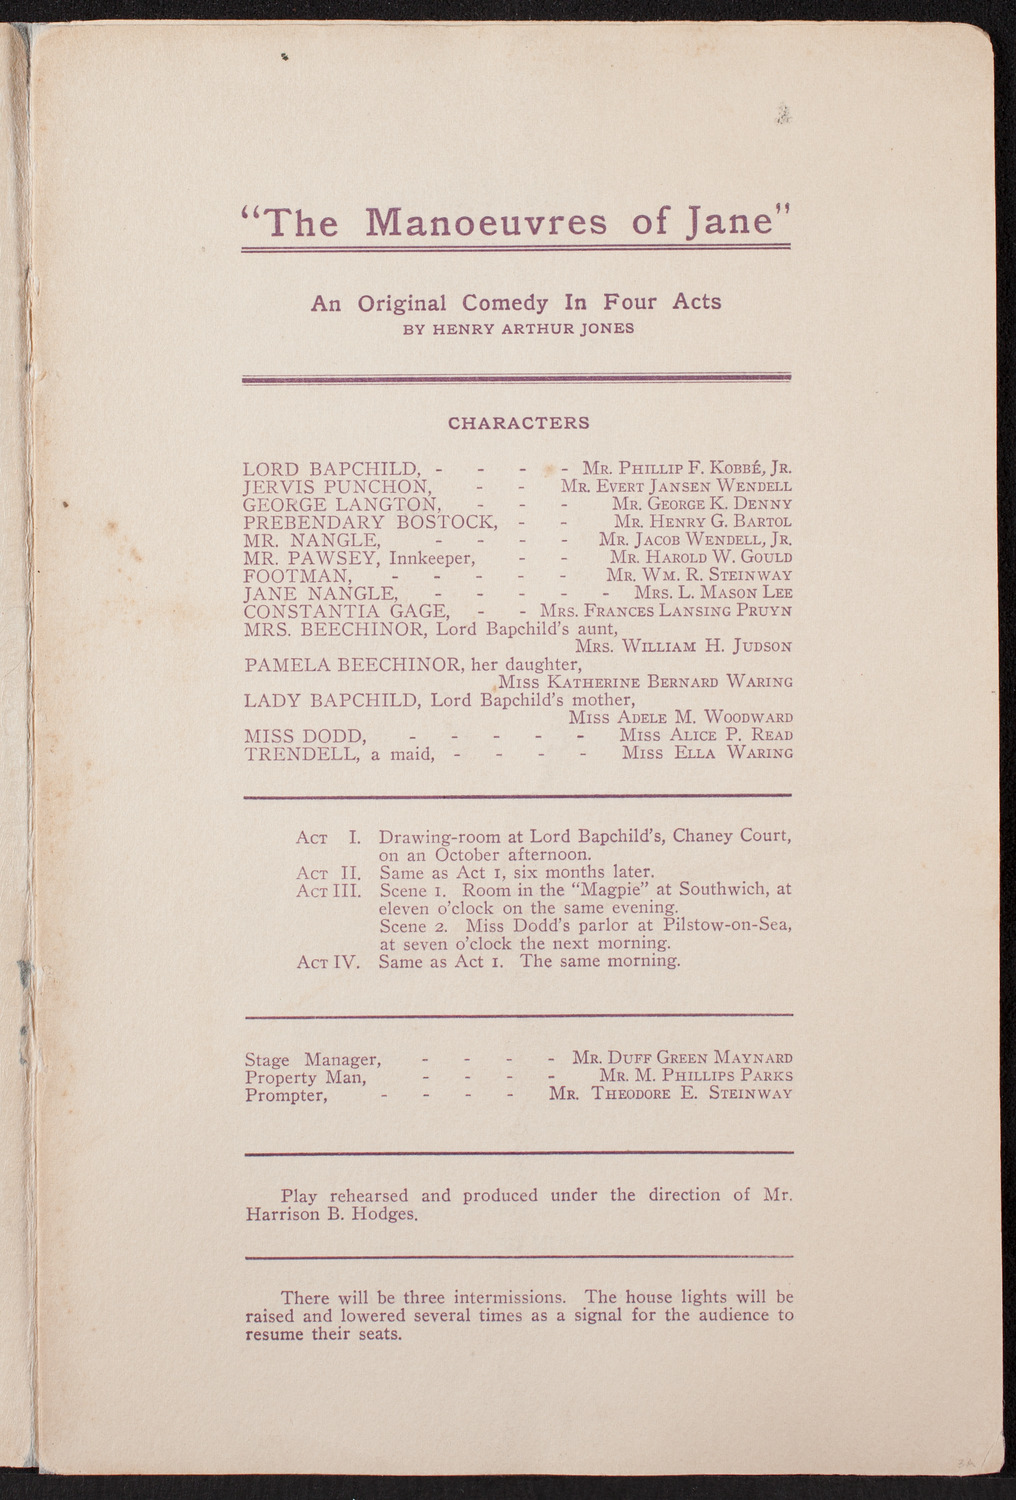 "The Manoeuvres of Jane"
An Original Comedy In Four Acts
BY HENRY ARTHUR JONES
CHARACTERS
LORD BAPCHILD, - - - - MR. PHILLIP F. KOBBÉ, JR.
JERVIS PUNCHON, - - MR. EVERT JANSEN WENDELL
GEORGE LANGTON, - - - MR. GEORGE K. DENNY
PREBENDARY BOSTOCK, - - MR. HENRY G. BARTOL
MR. NANGLE, - - - - MR. JACOB WENDELL, JR.
MR. PAWSEY, Innkeeper, - - MR. HAROLD W. GOULD
FOOTMAN, - - - - - MR. WM. R. STEINWAY
JANE NANGLE, - - - - - MRS. L. MASON LEE
CONSTANTIA GAGE, - - MRS. FRANCES LANSING PRUYN
MRS. BEECHINOR, Lord Bapchild's aunt,
MRS. WILLIAM H. JUDSON
PAMELA BEECHINOR, her daughter,
MISS KATHERINE BERNARD WARING
LADY BAPCHILD, Lord Bapchild's mother,
MISS ADELE M. WOODWARD
MISS DODD, - - - - - MISS ALICE P. READ
TRENDELL, a maid, - - - - MISS ELLA WARING
ACT I. Drawing-room at Lord Bapchild's, Chaney Court,
on an October afternoon.
ACT II. Same as Act 1, six months later.
ACT III. Scene 1. Room in the "Magpie" at Southwich, at
eleven o'clock on the same evening.
Scene 2. Miss Dodd's parlor at Pilstow-on-Sea,
at seven o'clock the next morning.
ACT IV. Same as Act 1. The same morning.
Stage Manager, - - - - MR. DUFF GREEN MAYNARD
Property Man, - - - - MR. M. PHILLIPS PARKS
Prompter, - - - - MR. THEODORE E. STEINWAY
Play rehearsed and produced under the direction of Mr.
Harrison B. Hodges.
There will be three intermissions. The house lights will be
raised and lowered several times as a signal for the audience to
resume their seats.